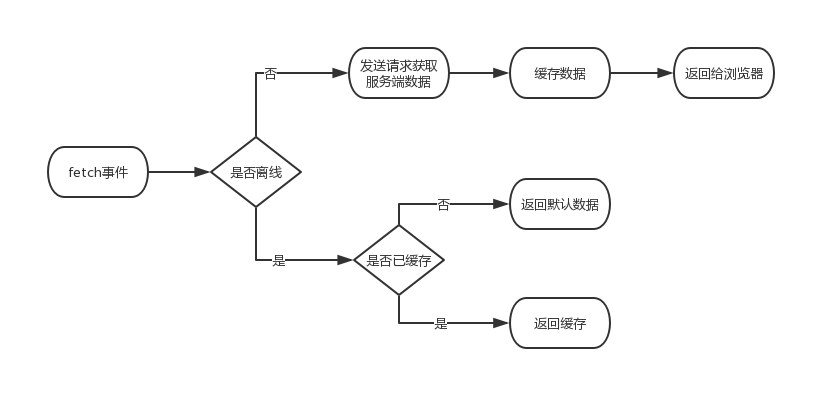 否
发送请求获取
服务端数据
缓存数据
返回给浏览器
fetch事件
是否离线
否
返回默认数据
是
是否已缓存
是
返回缓存